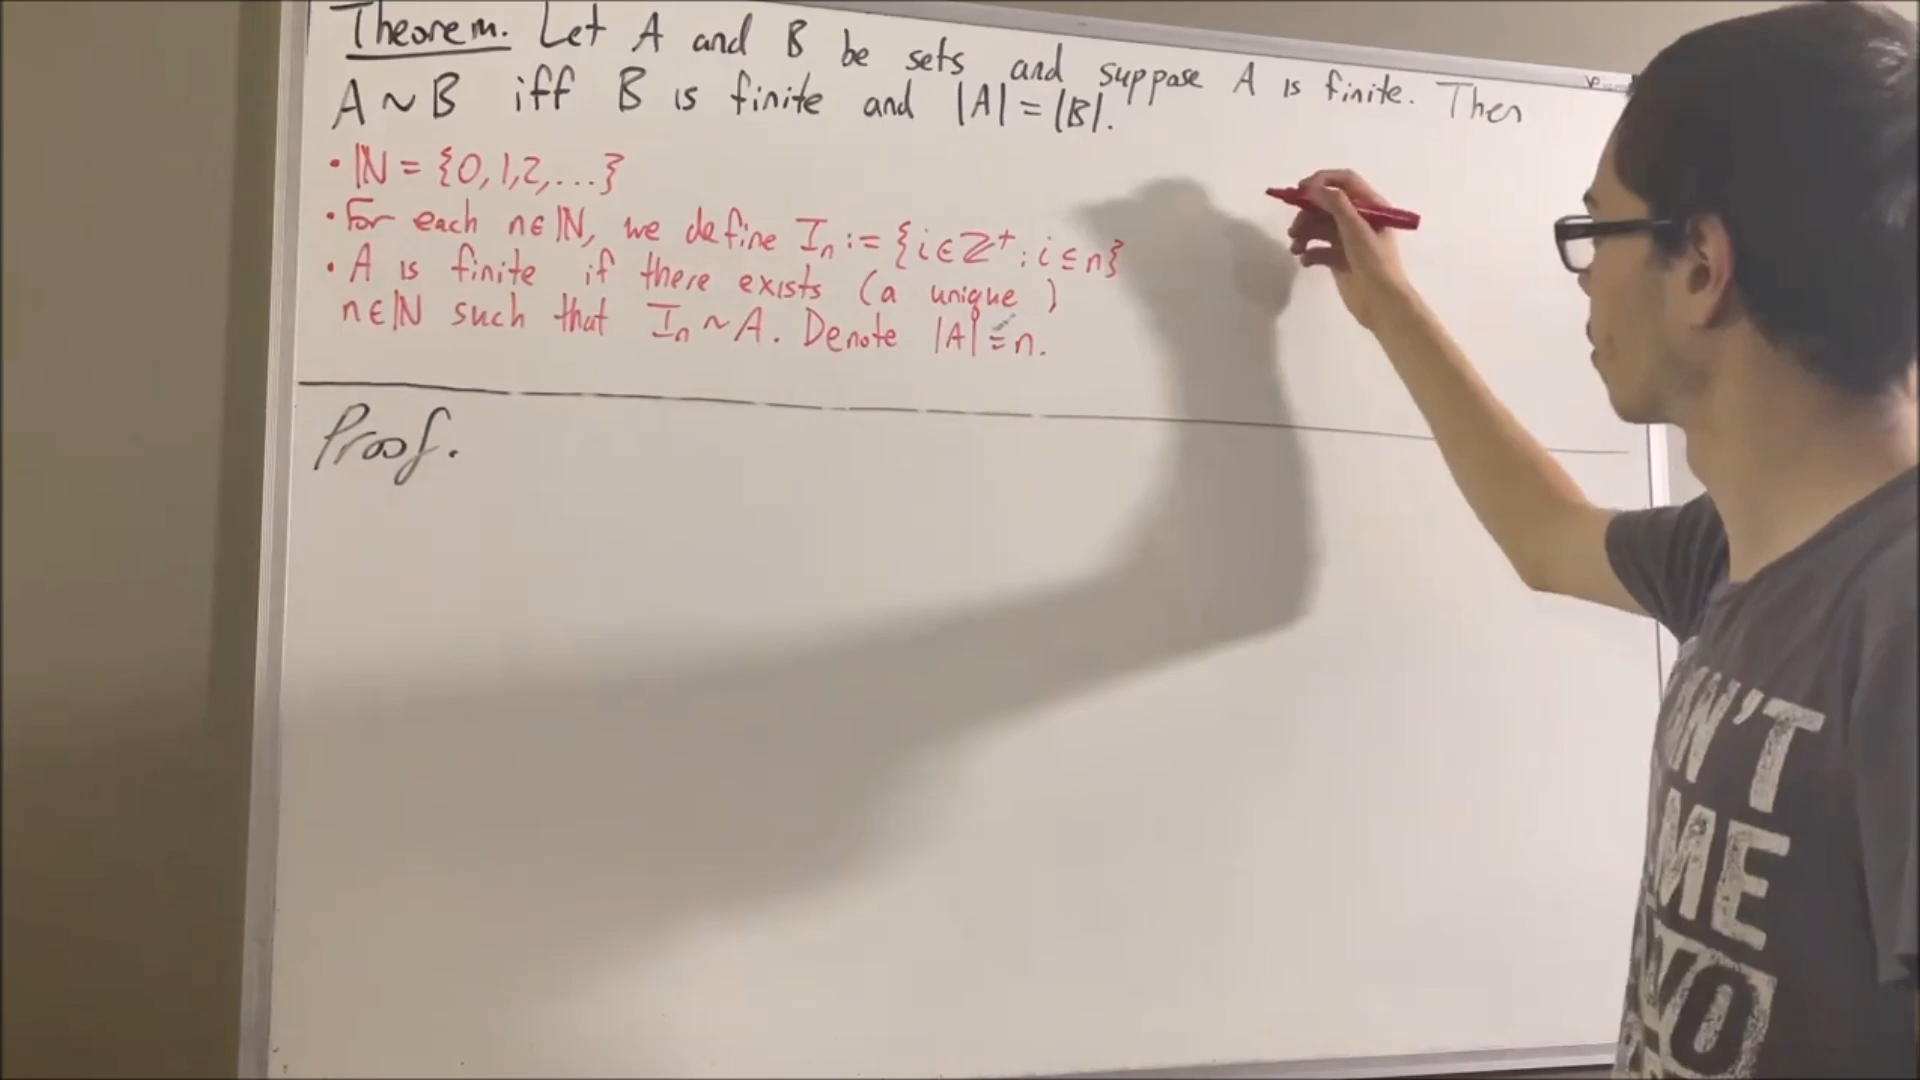 Theorem. Let A and B be sets and suppose A is finite. Then
A ~ B iff B is finite and |A| = |B|.
• ℕ = {0, 1, 2, ...}
• For each n∈ℕ, we define Iₙ := {i∈ℤ⁺ : i ≤ n}
• A is finite if there exists (a unique )
n∈ℕ such that Iₙ ~ A. Denote |A| = n.
Proof.
N'T
ME